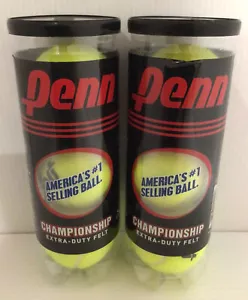 Penn
AMERICA'S #1
SELLING BALL.
CHAMPIONSHIP
EXTRA-DUTY FELT
Penn
AMERICA'S #1
SELLING BALL.
CHAMPIONSHIP
EXTRA-DUTY FELT